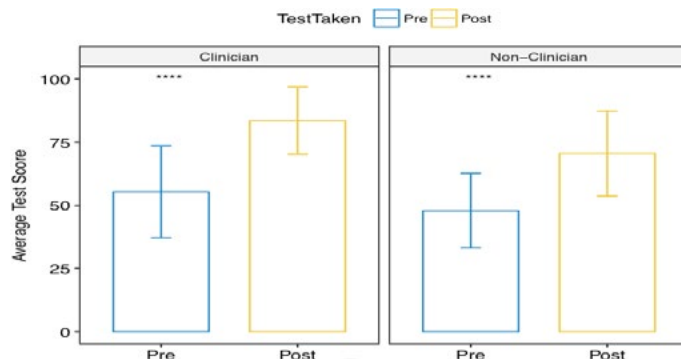 TestTaken Pre Post
Clinician Non-Clinician
**** ****
Average Test Score
100
75
50
25
0
Pre Post Pre Post